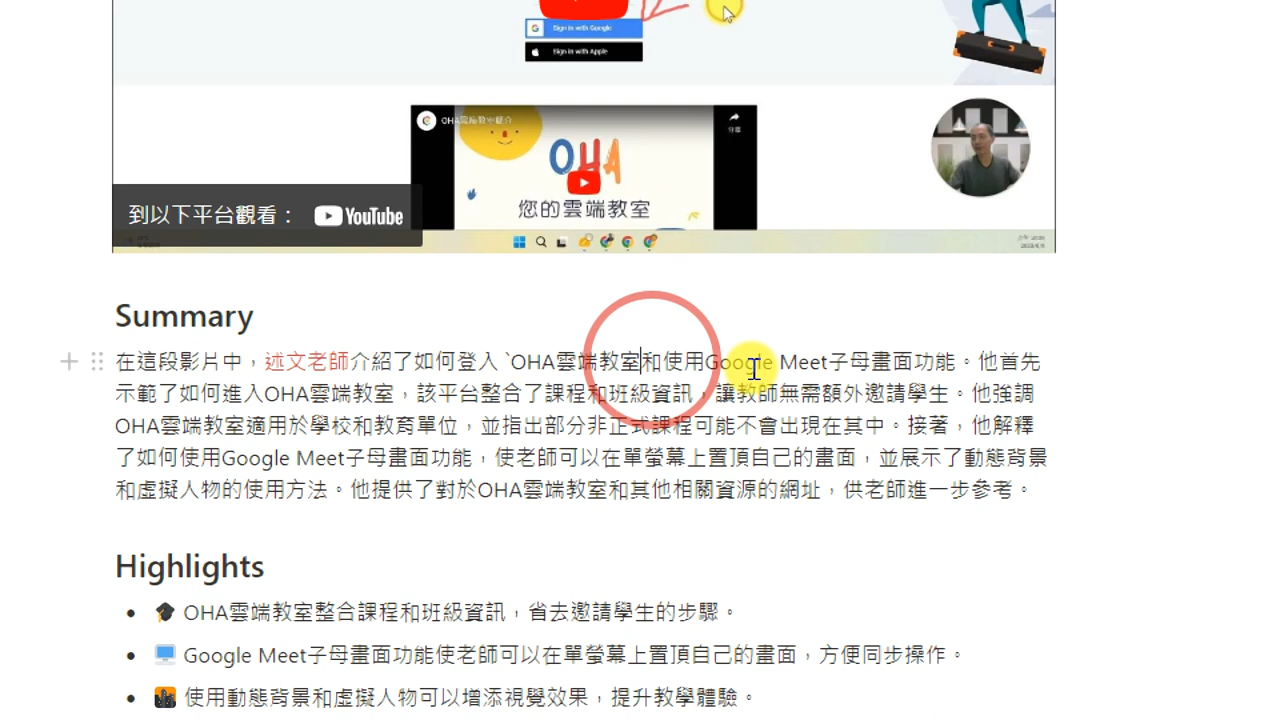 Sign in with Google
Sign in with Apple
OHA雲端教室簡介
分享
OHA
您的雲端教室
到以下平台觀看： YouTube
Summary
在這段影片中，述文老師介紹了如何登入 `OHA雲端教室和使用Google Meet子母畫面功能。他首先
示範了如何進入OHA雲端教室，該平台整合了課程和班級資訊，讓教師無需額外邀請學生。他強調
OHA雲端教室適用於學校和教育單位，並指出部分非正式課程可能不會出現在其中。接著，他解釋
了如何使用Google Meet子母畫面功能，使老師可以在單螢幕上置頂自己的畫面，並展示了動態背景
和虛擬人物的使用方法。他提供了對於OHA雲端教室和其他相關資源的網址，供老師進一步參考。
Highlights
• 🎓 OHA雲端教室整合課程和班級資訊，省去邀請學生的步驟。
• 🖥️ Google Meet子母畫面功能使老師可以在單螢幕上置頂自己的畫面，方便同步操作。
• 🌆 使用動態背景和虛擬人物可以增添視覺效果，提升教學體驗。